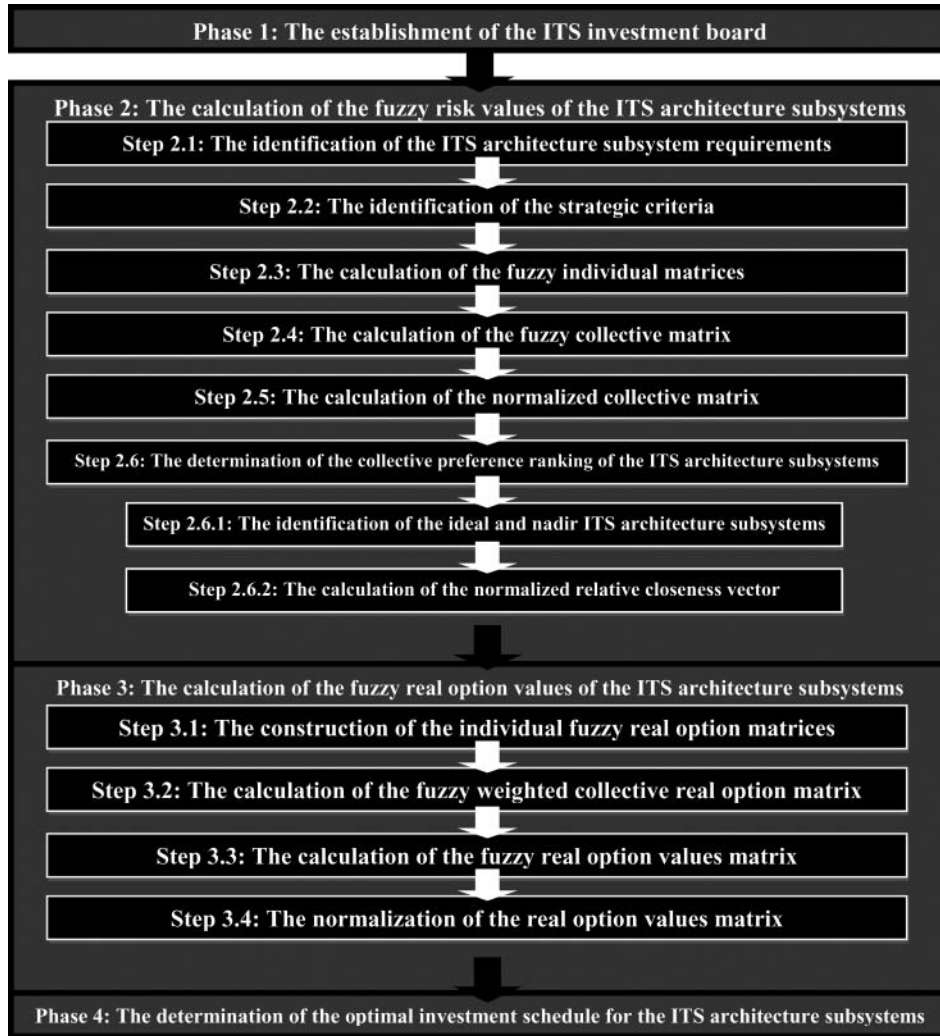 Phase 1: The establishment of the ITS investment board
Phase 2: The calculation of the fuzzy risk values of the ITS architecture subsystems
Step 2.1: The identification of the ITS architecture subsystem requirements
Step 2.2: The identification of the strategic criteria
Step 2.3: The calculation of the fuzzy individual matrices
Step 2.4: The calculation of the fuzzy collective matrix
Step 2.5: The calculation of the normalized collective matrix
Step 2.6: The determination of the collective preference ranking of the ITS architecture subsystems
Step 2.6.1: The identification of the ideal and nadir ITS architecture subsystems
Step 2.6.2: The calculation of the normalized relative closeness vector
Phase 3: The calculation of the fuzzy real option values of the ITS architecture subsystems
Step 3.1: The construction of the individual fuzzy real option matrices
Step 3.2: The calculation of the fuzzy weighted collective real option matrix
Step 3.3: The calculation of the fuzzy real option values matrix
Step 3.4: The normalization of the real option values matrix
Phase 4: The determination of the optimal investment schedule for the ITS architecture subsystems